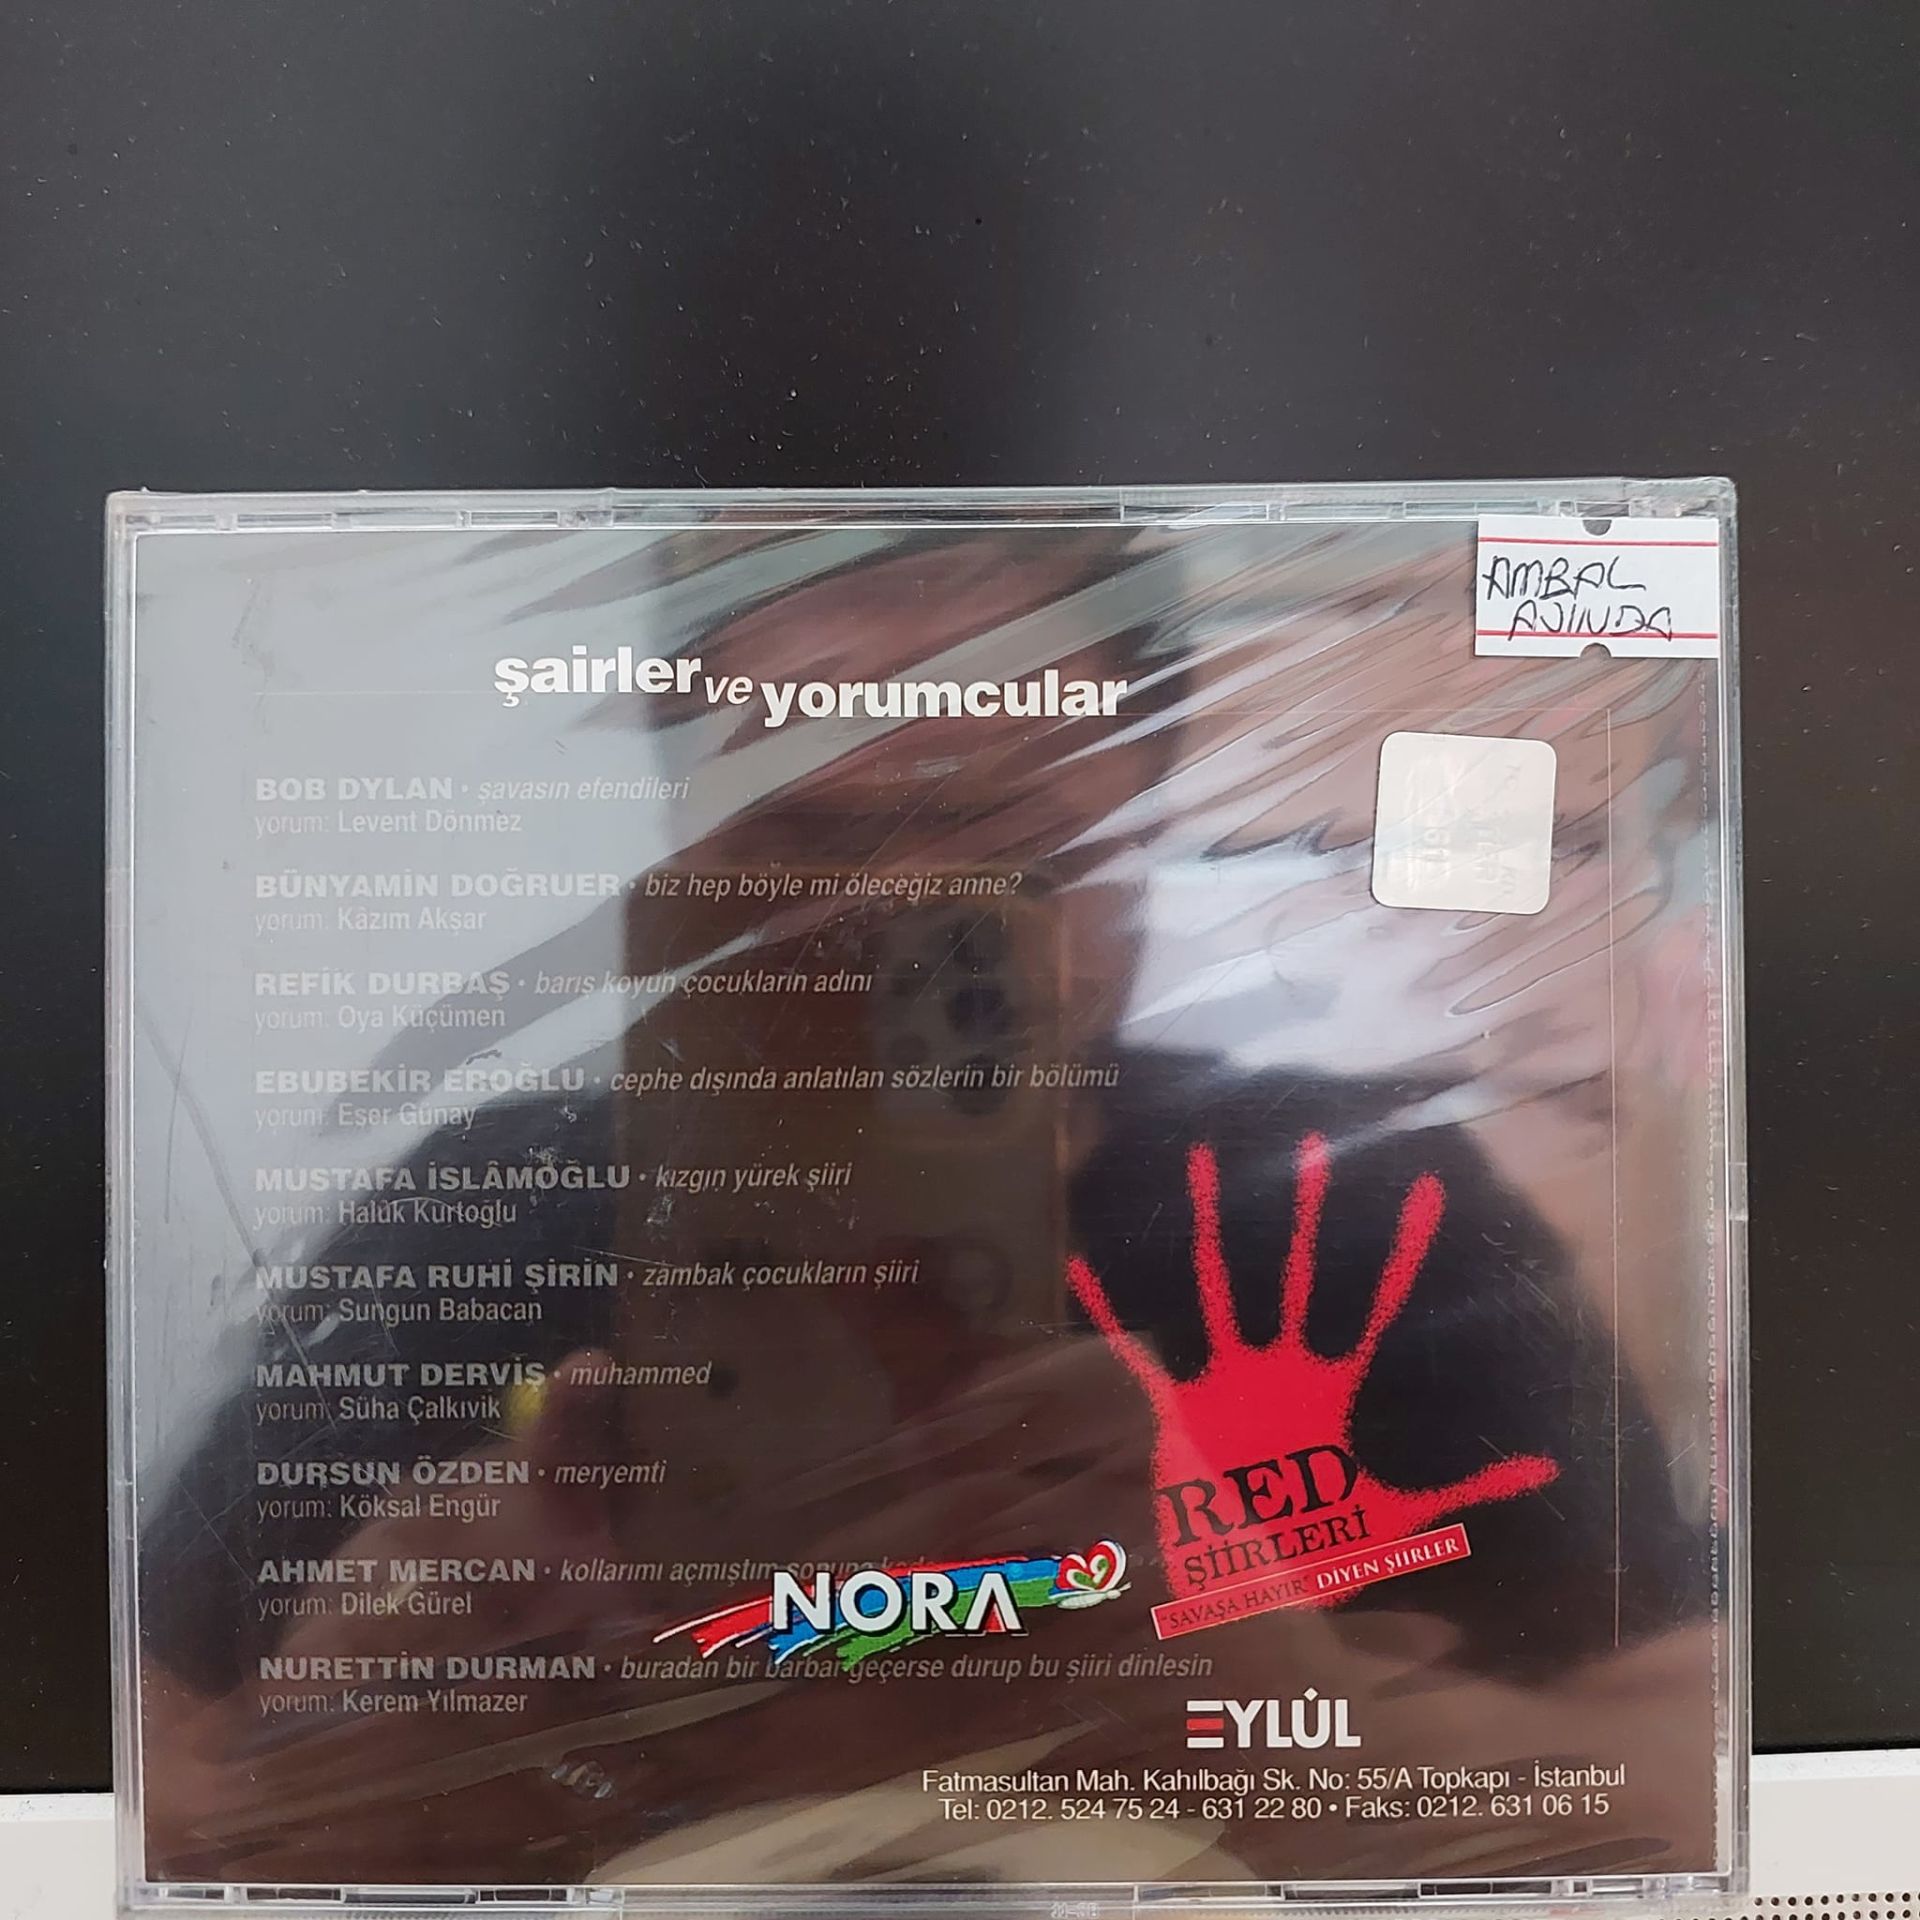 AMBAL
AJINDA
şairler ve yorumcular
BOB DYLAN • savaşın efendileri
yorum: Levent Dönmez
BÜNYAMİN DOĞRUER • biz hep böyle mi öleceğiz anne?
yorum: Kâzım Akşar
REFİK DURBAŞ • barış koyun çocukların adını
yorum: Oya Küçümen
EBUBEKİR EROĞLU • cephe dışında anlatılan sözlerin bir bölümü
yorum: Eşer Günay
MUSTAFA İSLÂMOĞLU • kızgın yürek şiiri
yorum: Halûk Kurtoğlu
MUSTAFA RUHİ ŞİRİN • zambak çocukların şiiri
yorum: Sungun Babacan
MAHMUT DERVİŞ • muhammed
yorum: Süha Çalkıvik
DURSUN ÖZDEN • meryemti
yorum: Köksal Engür
AHMET MERCAN • kollarımı açmıştım sonuna
yorum: Dilek Gürel
NURETTİN DURMAN • buradan bir barbar geçerse durup bu şiiri dinlesin
yorum: Kerem Yılmazer
NORA
RED
ŞİİRLERİ
"SAVAŞA HAYIR" DİYEN ŞİİRLER
EYLÜL
Fatmasultan Mah. Kahılbağı Sk. No: 55/A Topkapı - İstanbul
Tel: 0212. 524 75 24 - 631 22 80 • Faks: 0212. 631 06 15